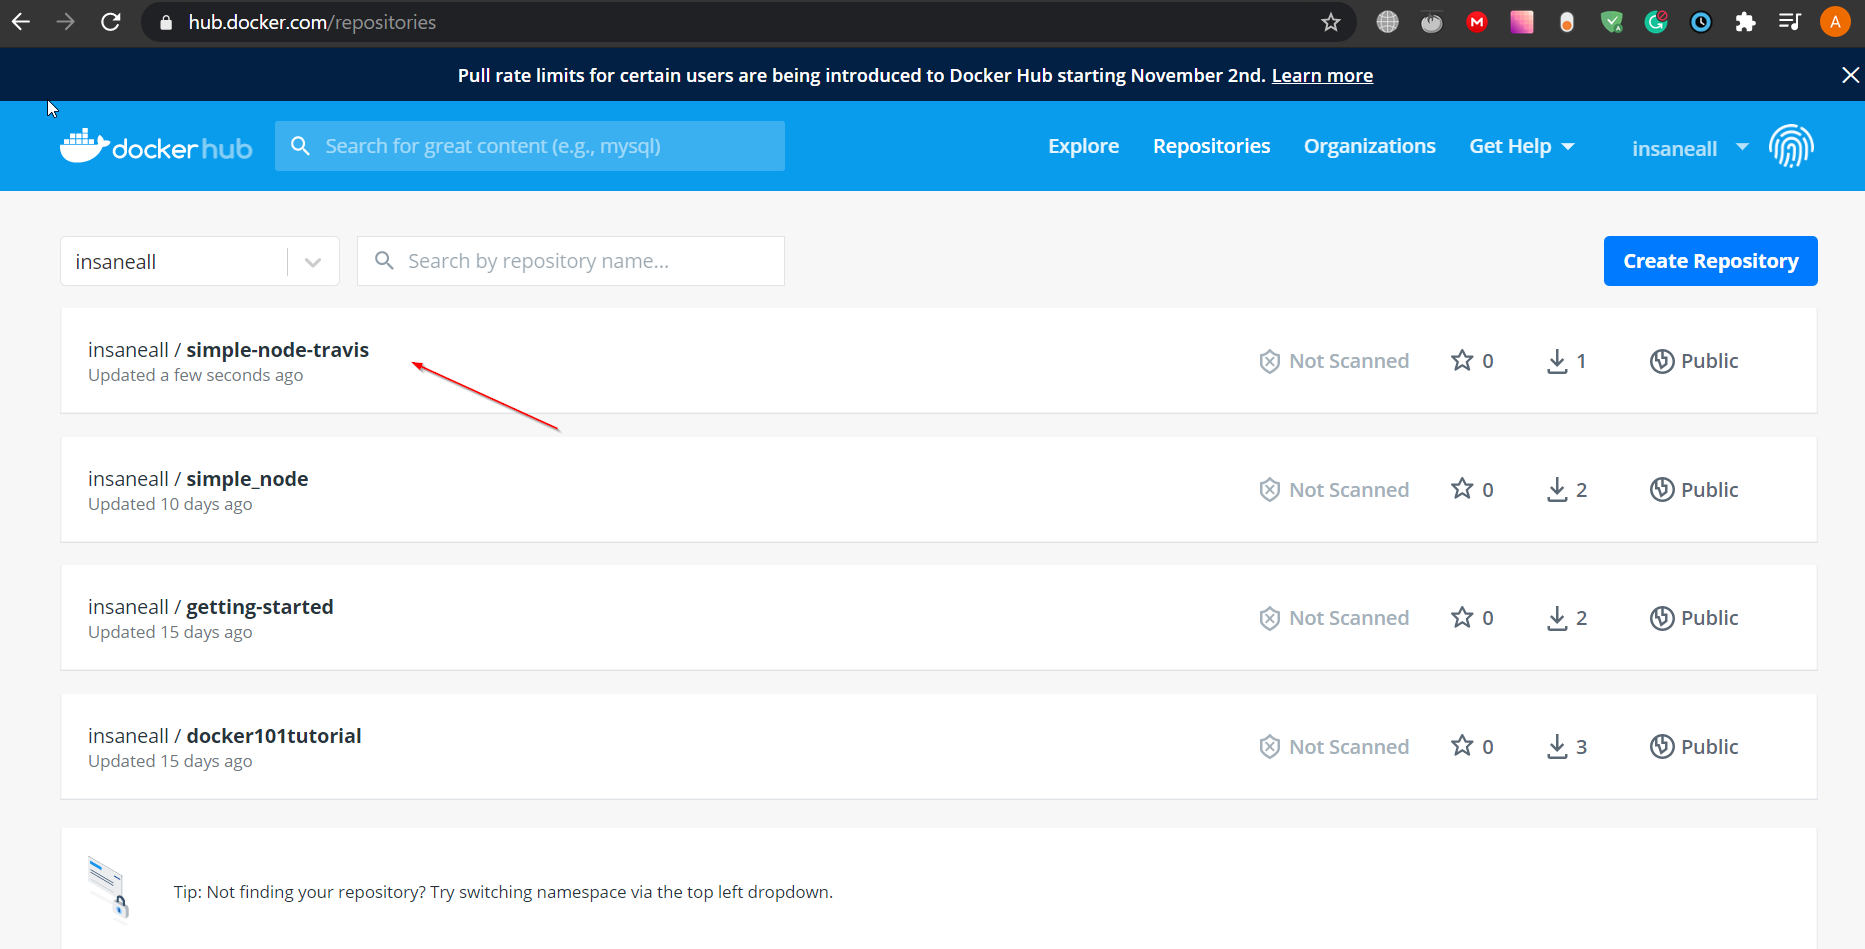 hub.docker.com/repositories
A
Pull rate limits for certain users are being introduced to Docker Hub starting November 2nd. Learn more
docker hub
Search for great content (e.g., mysql)
Explore
Repositories
Organizations
Get Help
insaneall
insaneall
Search by repository name...
Create Repository
insaneall / simple-node-travis
Updated a few seconds ago
Not Scanned
0
1
Public
insaneall / simple_node
Updated 10 days ago
Not Scanned
0
2
Public
insaneall / getting-started
Updated 15 days ago
Not Scanned
0
2
Public
insaneall / docker101tutorial
Updated 15 days ago
Not Scanned
0
3
Public
Tip: Not finding your repository? Try switching namespace via the top left dropdown.